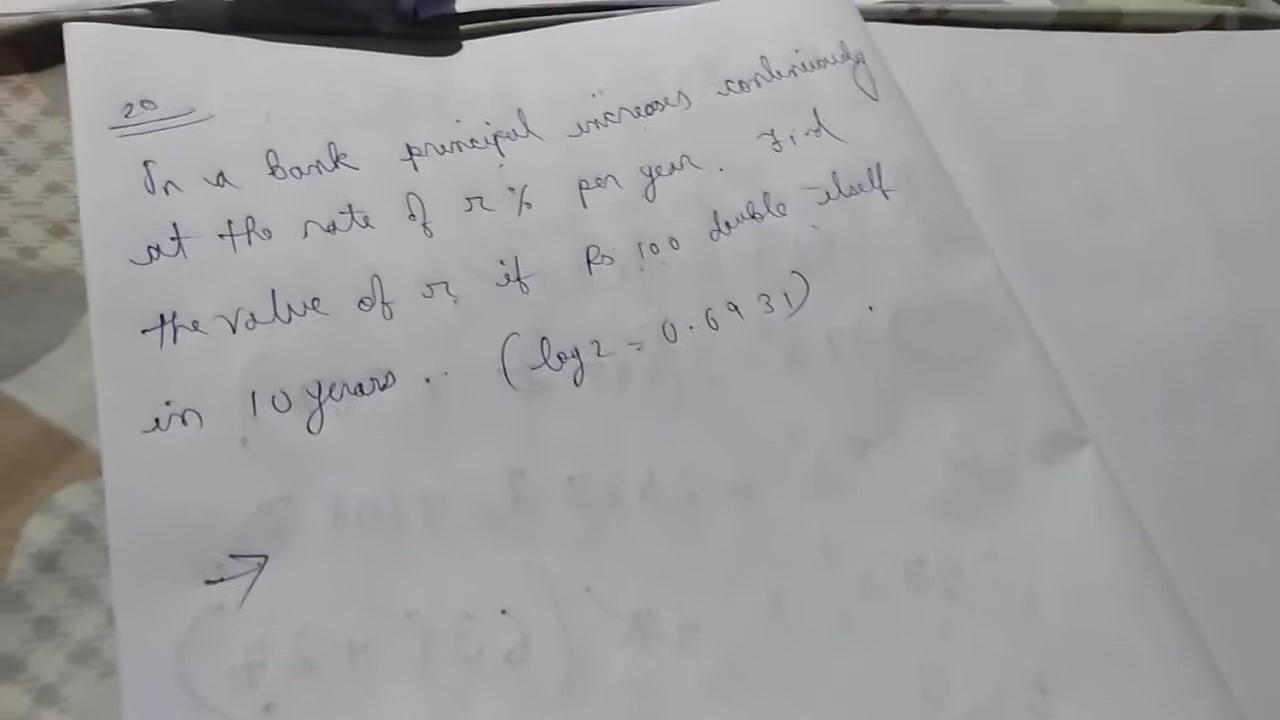 20
In a bank principal increases continuously
at the rate of r % per year. Find
the value of r if Rs 100 double itself
in 10 years.. (log 2 = 0.6931)
→